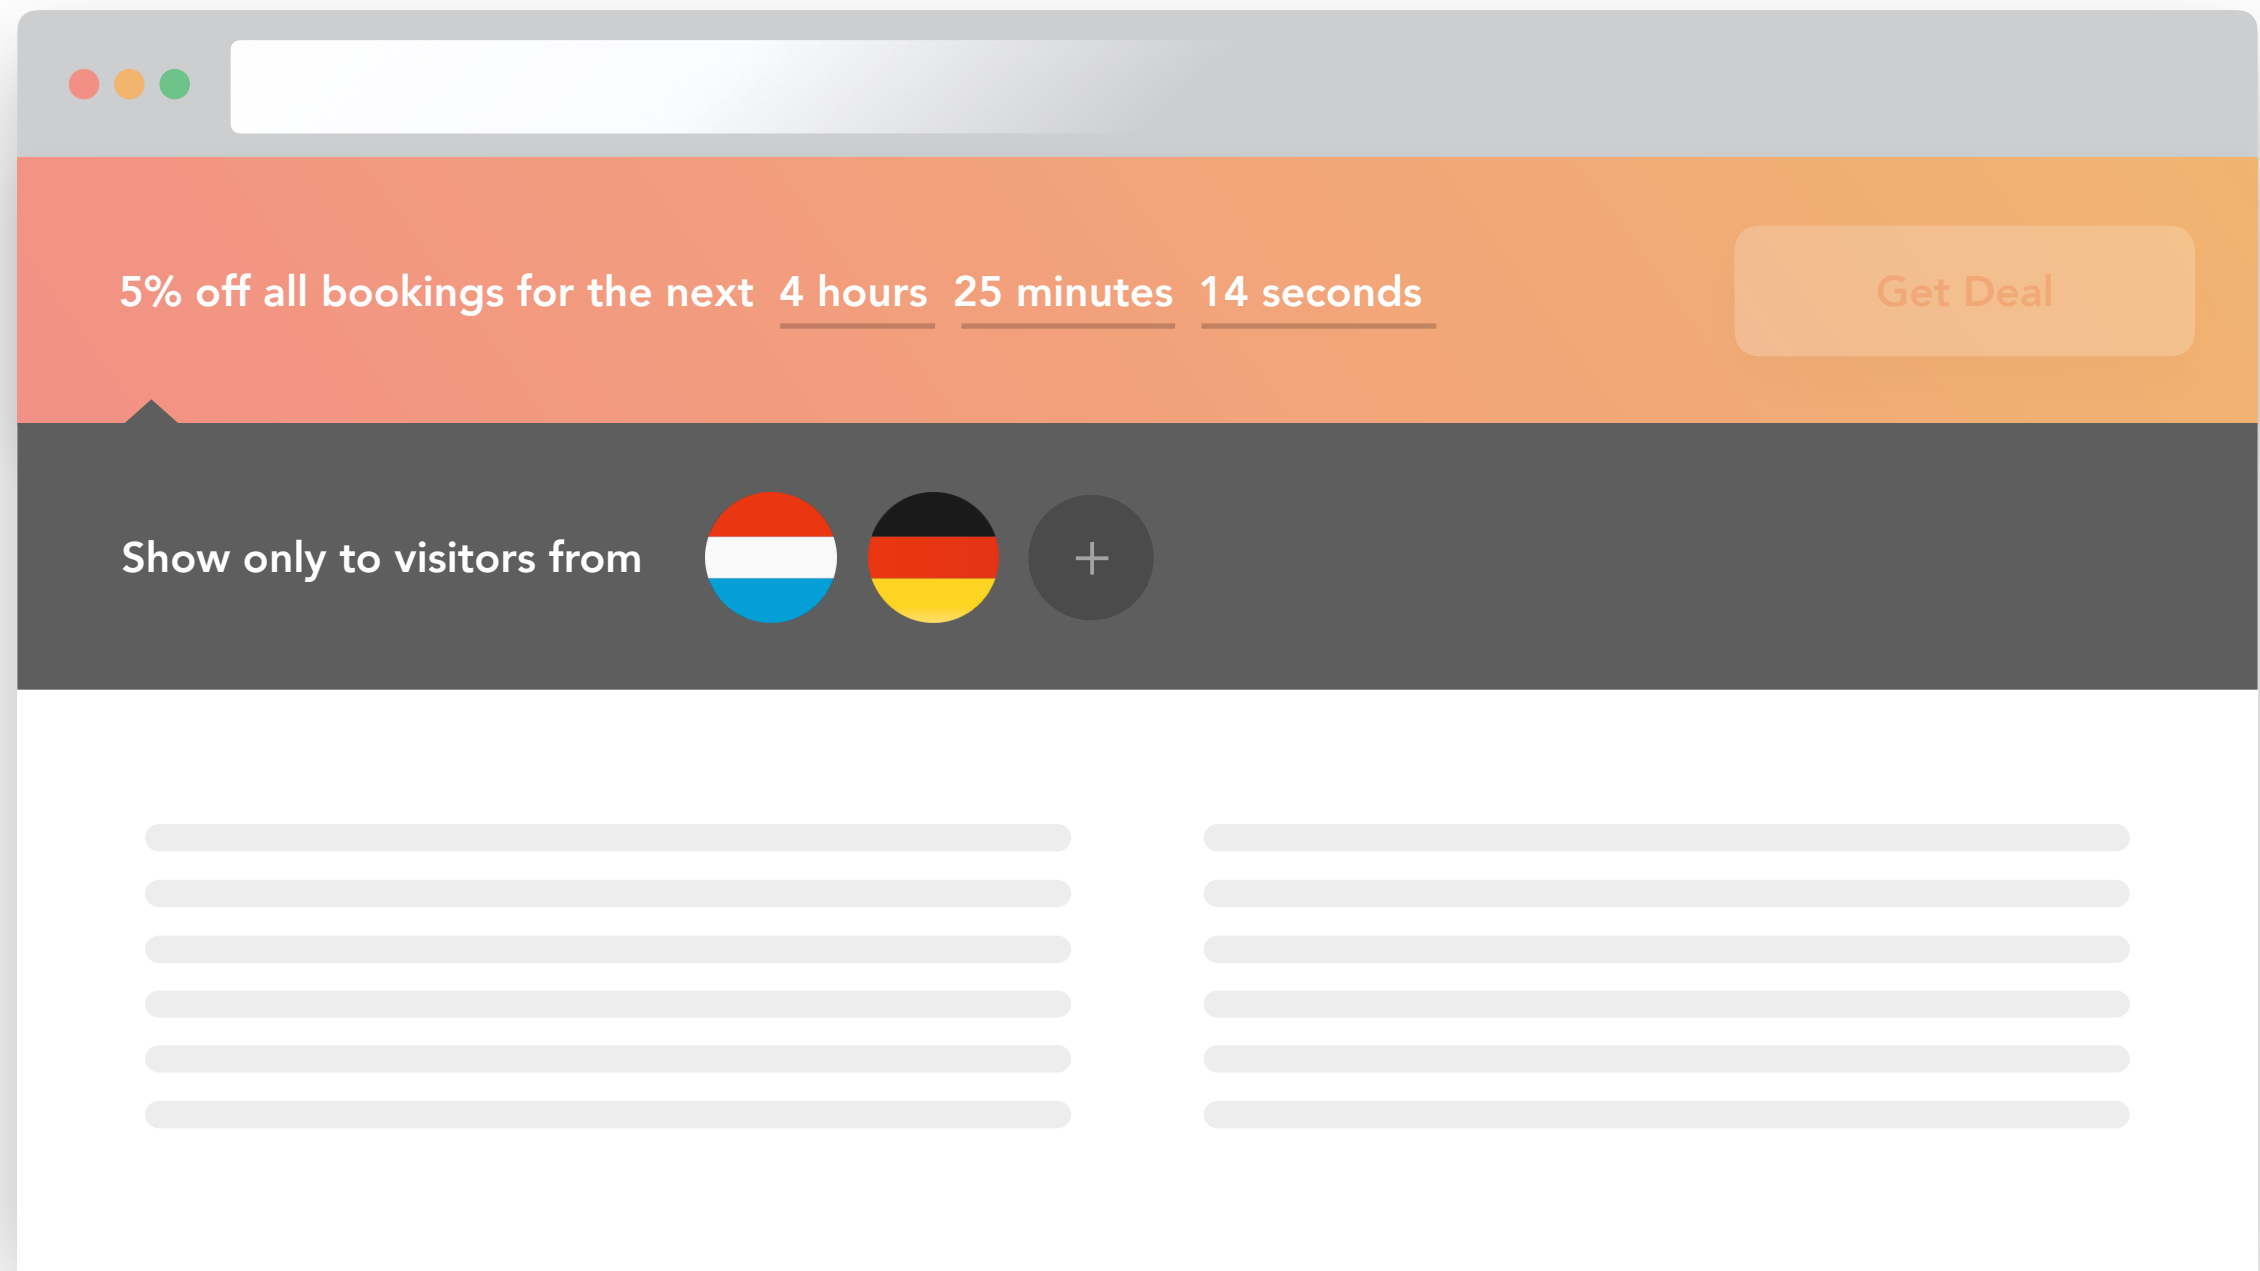 5% off all bookings for the next 4 hours 25 minutes 14 seconds
Get Deal
Show only to visitors from
+